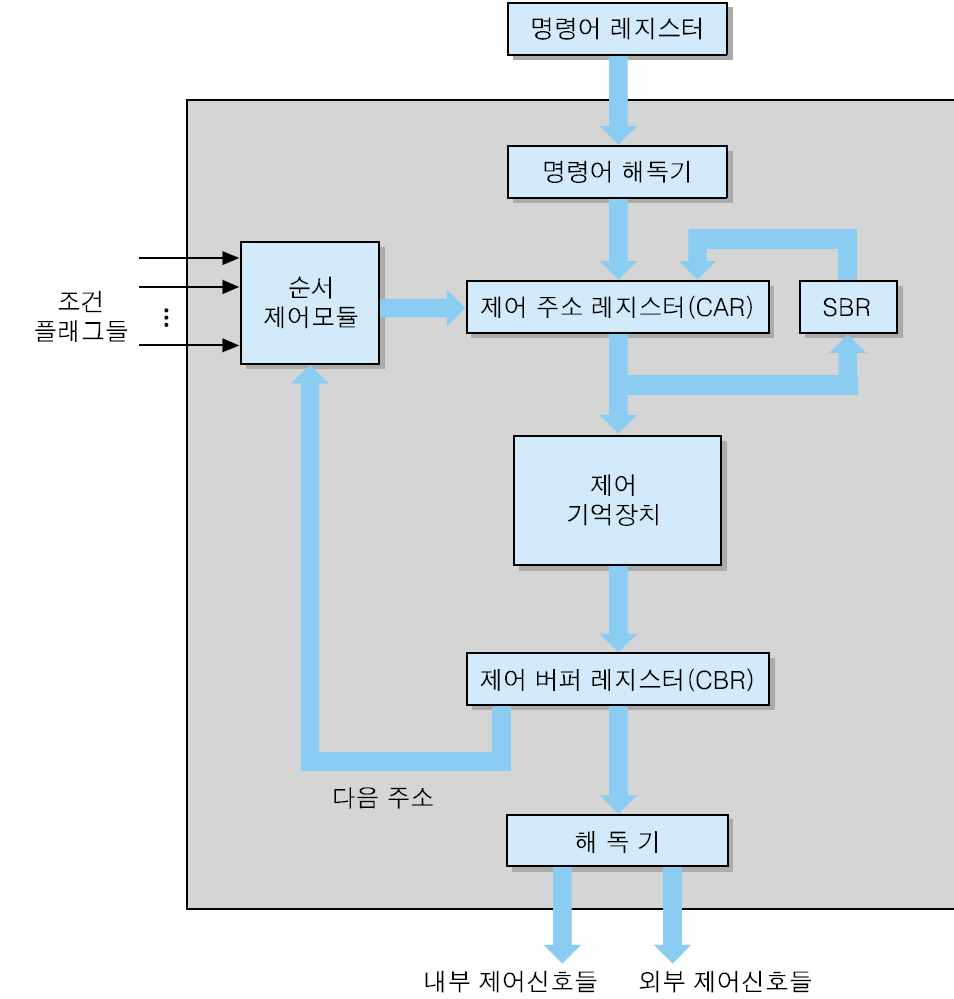 명령어 레지스터
명령어 해독기
순서
제어모듈
조건
플래그들
제어 주소 레지스터(CAR)
SBR
제어
기억장치
제어 버퍼 레지스터(CBR)
다음 주소
해 독 기
내부 제어신호들
외부 제어신호들